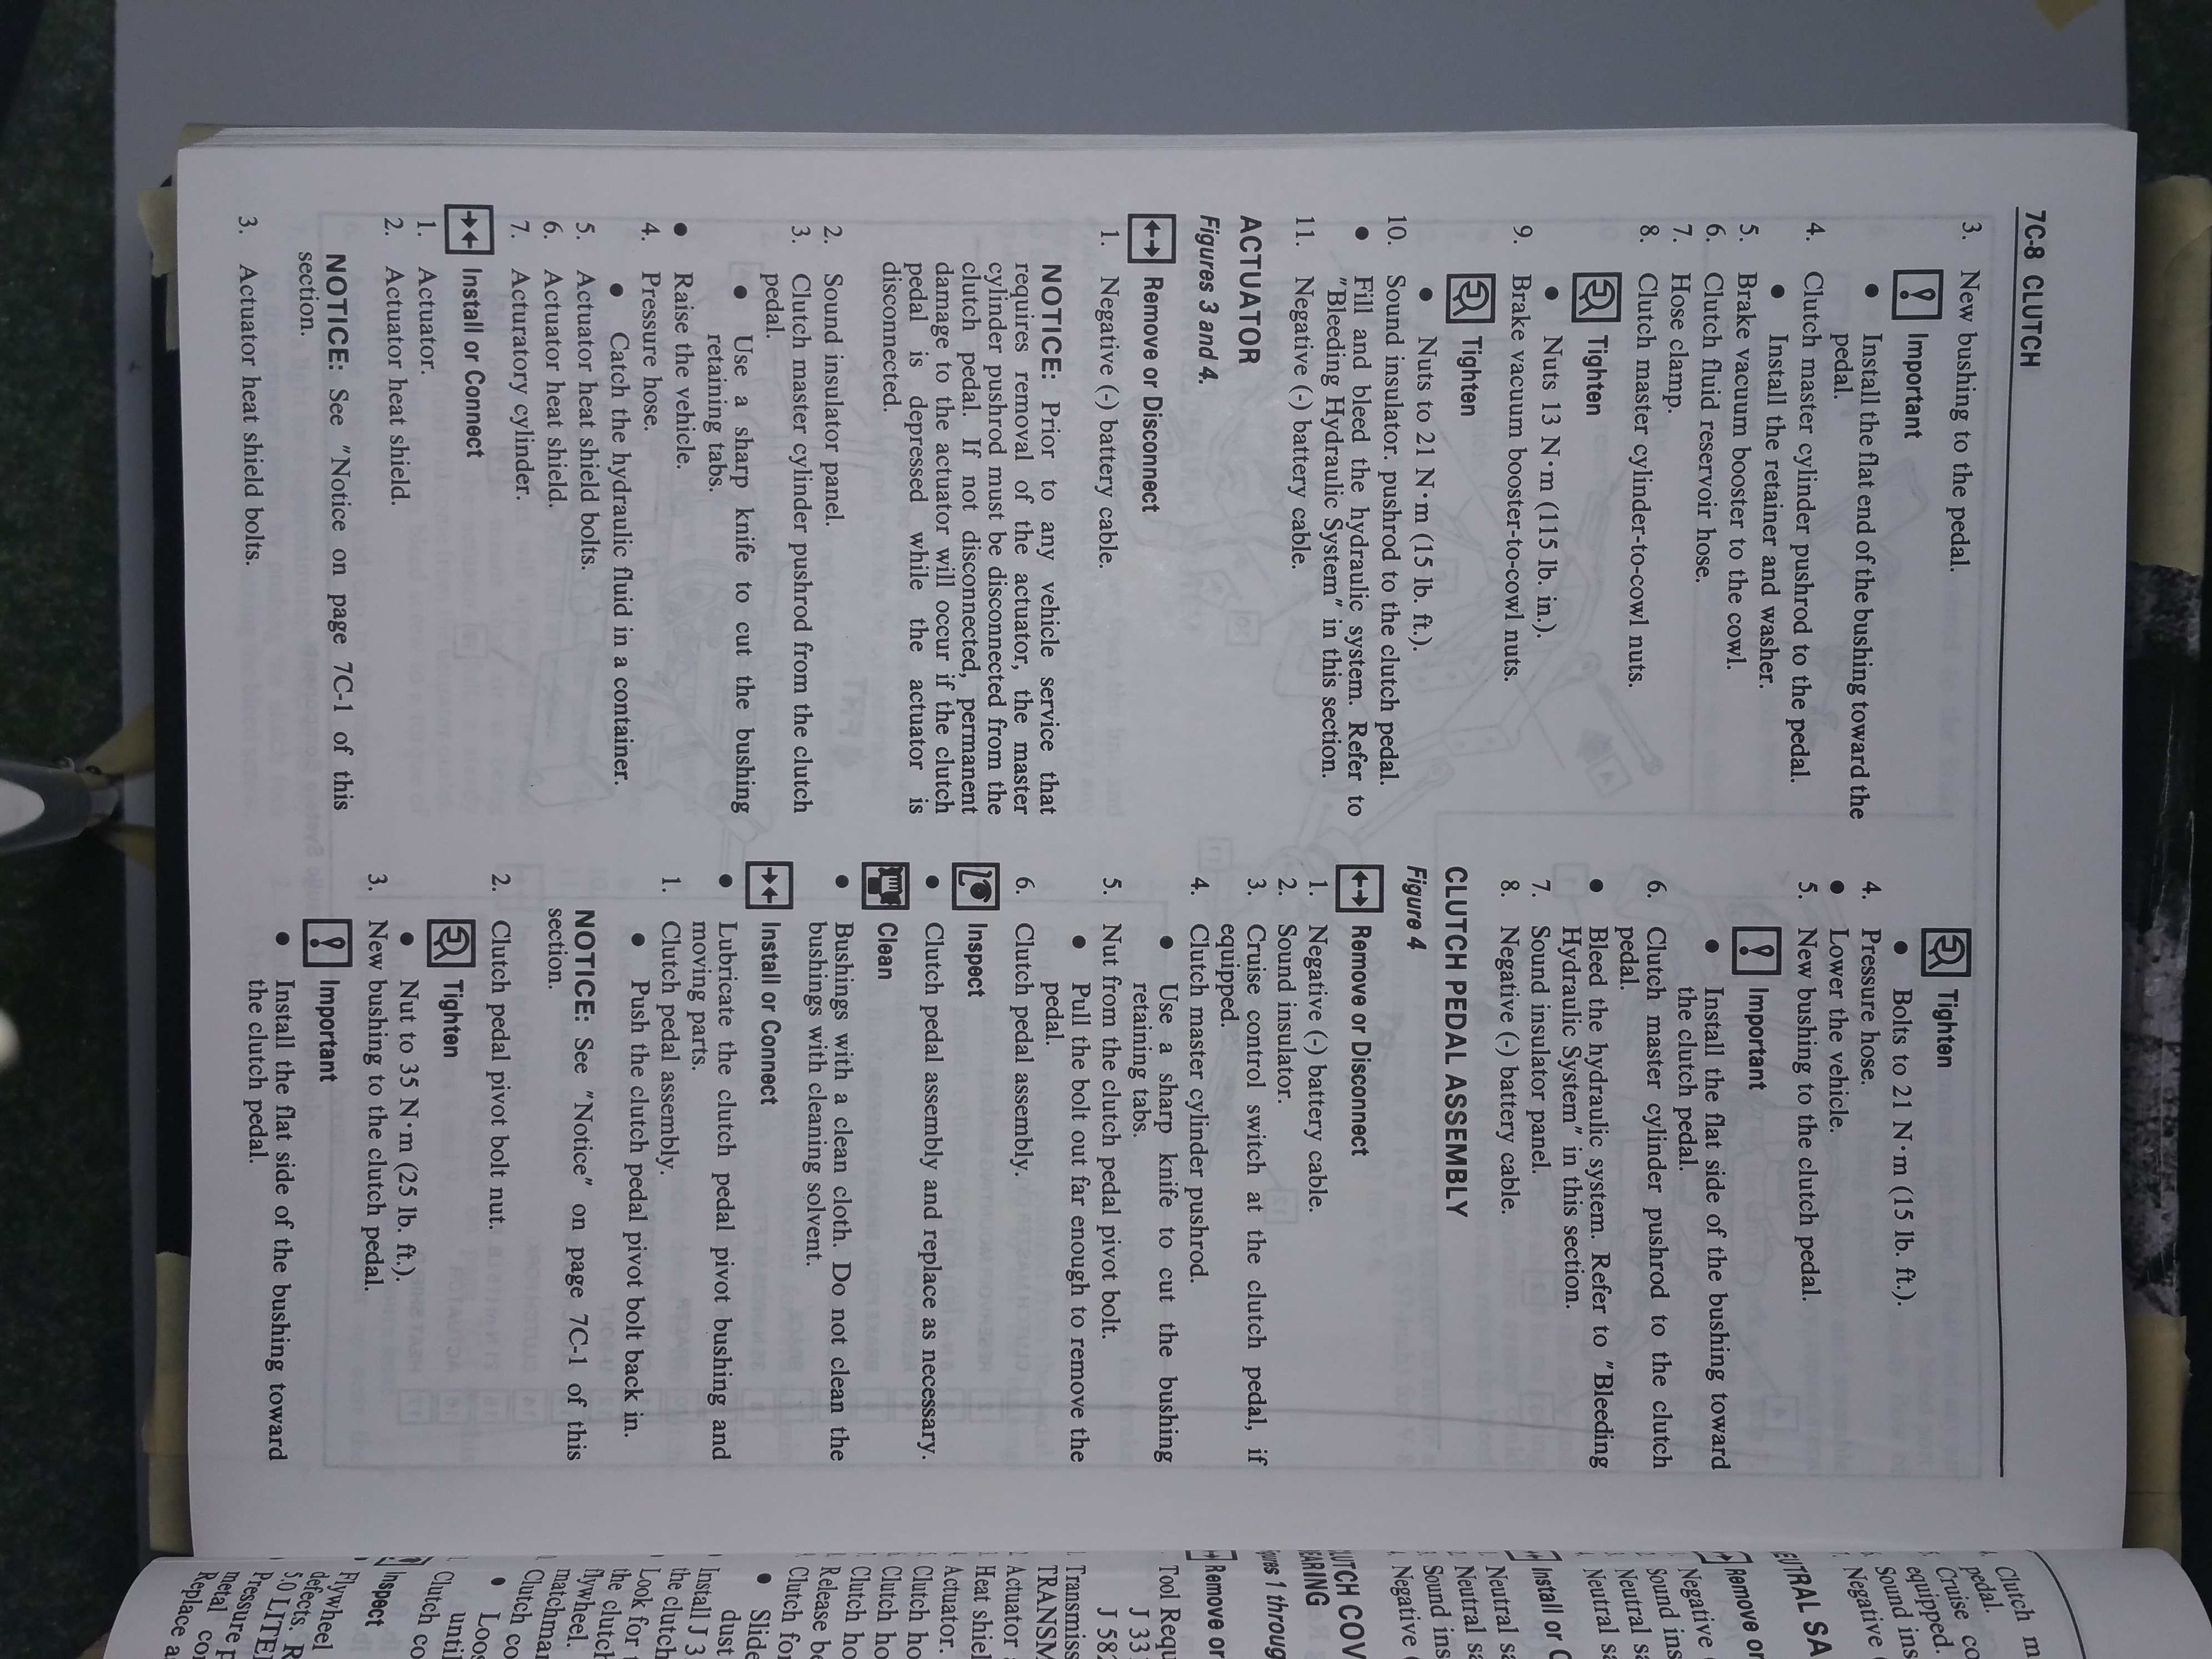 7C-8 CLUTCH
3. New bushing to the pedal.
Important
● Install the flat end of the bushing toward the
pedal.
4. Clutch master cylinder pushrod to the pedal.
● Install the retainer and washer.
5. Brake vacuum booster to the cowl.
6. Clutch fluid reservoir hose.
7. Hose clamp.
8. Clutch master cylinder-to-cowl nuts.
Tighten
● Nuts 13 N·m (115 lb. in.).
9. Brake vacuum booster-to-cowl nuts.
Tighten
● Nuts to 21 N·m (15 lb. ft.).
10. Sound insulator. pushrod to the clutch pedal.
● Fill and bleed the hydraulic system. Refer to
"Bleeding Hydraulic System" in this section.
11. Negative (-) battery cable.
ACTUATOR
Figures 3 and 4.
Remove or Disconnect
1. Negative (-) battery cable.
NOTICE: Prior to any vehicle service that
requires removal of the actuator, the master
cylinder pushrod must be disconnected from the
clutch pedal. If not disconnected, permanent
damage to the actuator will occur if the clutch
pedal is depressed while the actuator is
disconnected.
2. Sound insulator panel.
3. Clutch master cylinder pushrod from the clutch
pedal.
● Use a sharp knife to cut the bushing
retaining tabs.
● Raise the vehicle.
4. Pressure hose.
● Catch the hydraulic fluid in a container.
5. Actuator heat shield bolts.
6. Actuator heat shield.
7. Acturatory cylinder.
Install or Connect
1. Actuator.
2. Actuator heat shield.
NOTICE: See "Notice on page 7C-1 of this
section.
3. Actuator heat shield bolts.
Tighten
● Bolts to 21 N·m (15 lb. ft.).
4. Pressure hose.
● Lower the vehicle.
5. New bushing to the clutch pedal.
Important
● Install the flat side of the bushing toward
the clutch pedal.
6. Clutch master cylinder pushrod to the clutch
pedal.
● Bleed the hydraulic system. Refer to "Bleeding
Hydraulic System" in this section.
7. Sound insulator panel.
8. Negative (-) battery cable.
CLUTCH PEDAL ASSEMBLY
Figure 4
Remove or Disconnect
1. Negative (-) battery cable.
2. Sound insulator.
3. Cruise control switch at the clutch pedal, if
equipped.
4. Clutch master cylinder pushrod.
● Use a sharp knife to cut the bushing
retaining tabs.
5. Nut from the clutch pedal pivot bolt.
● Pull the bolt out far enough to remove the
pedal.
6. Clutch pedal assembly.
Inspect
● Clutch pedal assembly and replace as necessary.
Clean
● Bushings with a clean cloth. Do not clean the
bushings with cleaning solvent.
Install or Connect
● Lubricate the clutch pedal pivot bushing and
moving parts.
1. Clutch pedal assembly.
● Push the clutch pedal pivot bolt back in.
NOTICE: See "Notice" on page 7C-1 of this
section.
2. Clutch pedal pivot bolt nut.
Tighten
● Nut to 35 N·m (25 lb. ft.).
3. New bushing to the clutch pedal.
Important
● Install the flat side of the bushing toward
the clutch pedal.
4. Clutch m
pedal.
Cruise co
equipped.
Sound ins
Negative
Remove or
Negative
Sound ins
Neutral s
Neutral sa
Install or
Neutral sa
Neutral sa
Sound ins
Negative
Remove or
Tool Requ
J 33
J 582
Transmiss
TRANSM
Actuator
Heat shiel
Actuator.
Clutch ho
Clutch ho
Clutch ho
Release be
Clutch for
● Slide
dust
Install J 3
the clutch
Look for
the clutch
flywheel.
matchmar
Clutch co
● Loos
until
Clutch co
Inspect
Flywheel
defects. R
5.0 LITE
Pressure p
metal co
Replace a